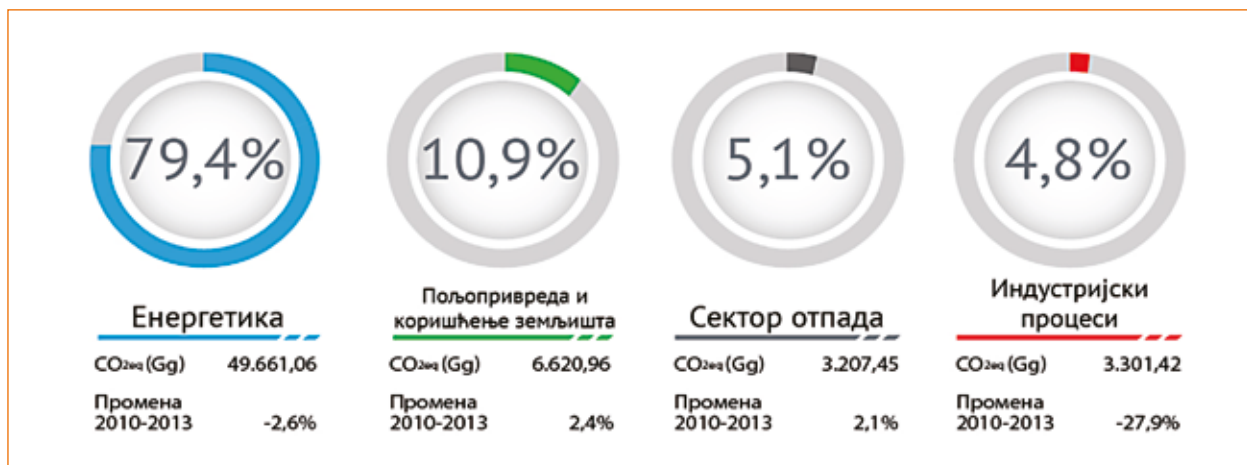 79,4%
Енергетика
CO2eq (Gg) 49.661,06
Промена
2010-2013 -2,6%
10,9%
Пољопривреда и
коришћење земљишта
CO2eq (Gg) 6.620,96
Промена
2010-2013 2,4%
5,1%
Сектор отпада
CO2eq (Gg) 3.207,45
Промена
2010-2013 2,1%
4,8%
Индустријски
процеси
CO2eq (Gg) 3.301,42
Промена
2010-2013 -27,9%